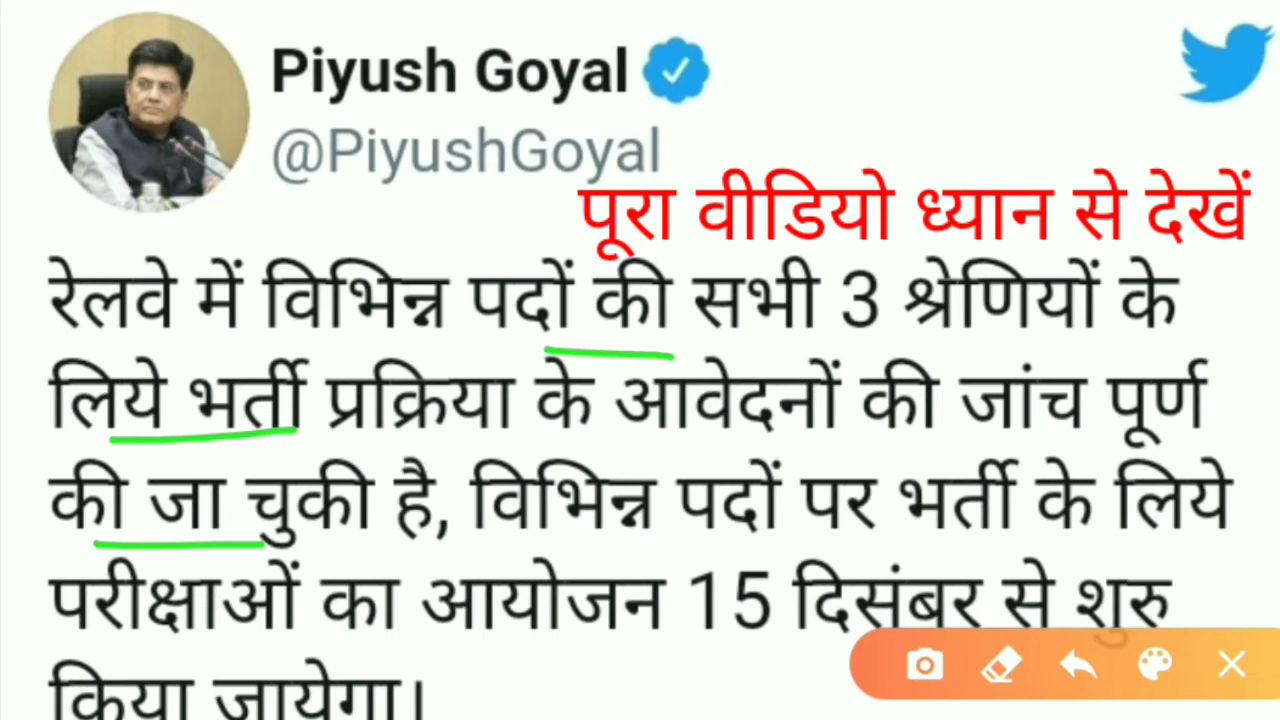 Piyush Goyal
@PiyushGoyal
पूरा वीडियो ध्यान से देखें
रेलवे में विभिन्न पदों की सभी 3 श्रेणियों के
लिये भर्ती प्रक्रिया के आवेदनों की जांच पूर्ण
की जा चुकी है, विभिन्न पदों पर भर्ती के लिये
परीक्षाओं का आयोजन 15 दिसंबर से शुरु
किया जायेगा।